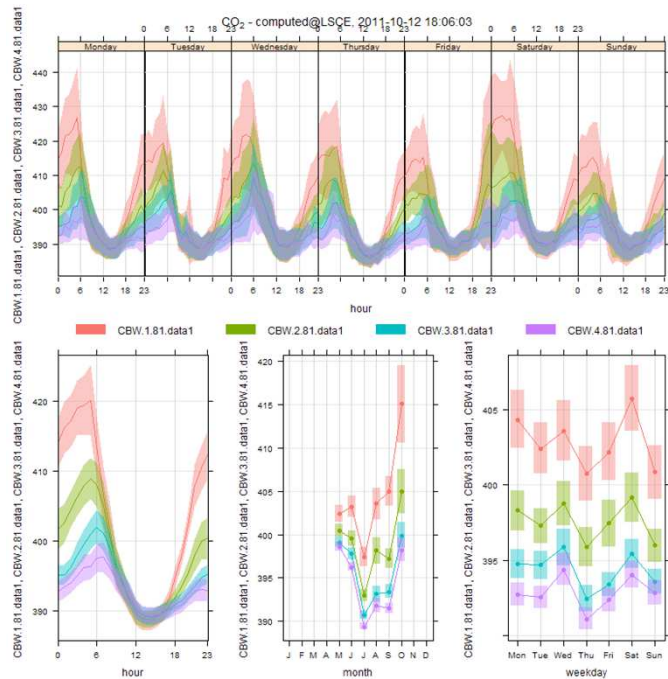 CO2 - computed@LSCE, 2011-10-12 18:06:03
0 6 12 18 23 0 6 12 18 23 0 6 12 18 23
Monday Tuesday Wednesday Thursday Friday Saturday Sunday
CBW.1.81.data1, CBW.2.81.data1, CBW.3.81.data1, CBW.4.81.data1
440
430
420
410
400
390
0 6 12 18 23 0 6 12 18 23 0 6 12 18 23 0 6 12 18 23
hour
CBW.1.81.data1 CBW.2.81.data1 CBW.3.81.data1 CBW.4.81.data1
CBW.1.81.data1, CBW.2.81.data1, CBW.3.81.data1, CBW.4.81.data1
420
410
400
390
0 6 12 18 23
hour
CBW.1.81.data1, CBW.2.81.data1, CBW.3.81.data1, CBW.4.81.data1
420
415
410
405
400
395
390
J F M A M J J A S O N D
month
CBW.1.81.data1, CBW.2.81.data1, CBW.3.81.data1, CBW.4.81.data1
405
400
395
Mon Tue Wed Thu Fri Sat Sun
weekday